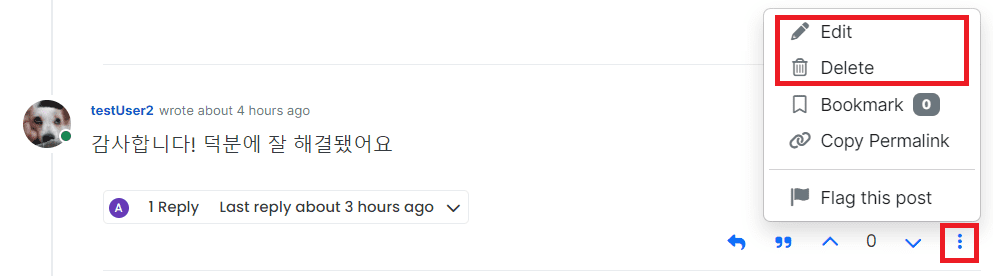 Edit
Delete
Bookmark 0
Copy Permalink
Flag this post
testUser2 wrote about 4 hours ago
감사합니다! 덕분에 잘 해결됐어요
A 1 Reply Last reply about 3 hours ago
0